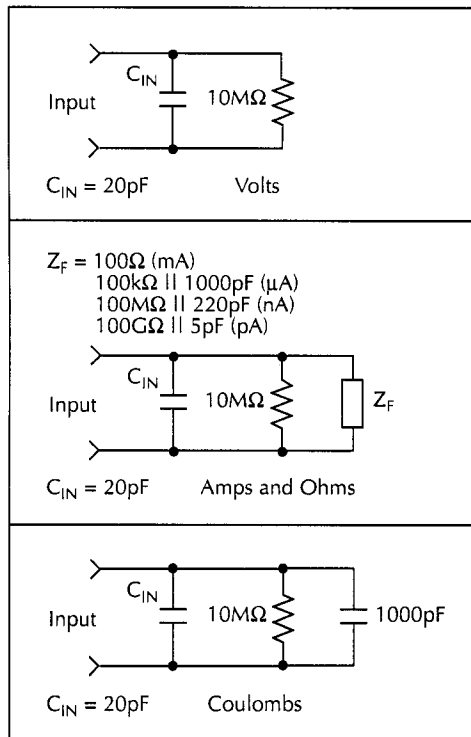 C_IN
Input
10MΩ
C_IN = 20pF
Volts
Z_F = 100Ω (mA)
100kΩ || 1000pF (μA)
100MΩ || 220pF (nA)
100GΩ || 5pF (pA)
C_IN
Input
10MΩ
Z_F
C_IN = 20pF
Amps and Ohms
C_IN
Input
10MΩ
1000pF
C_IN = 20pF
Coulombs